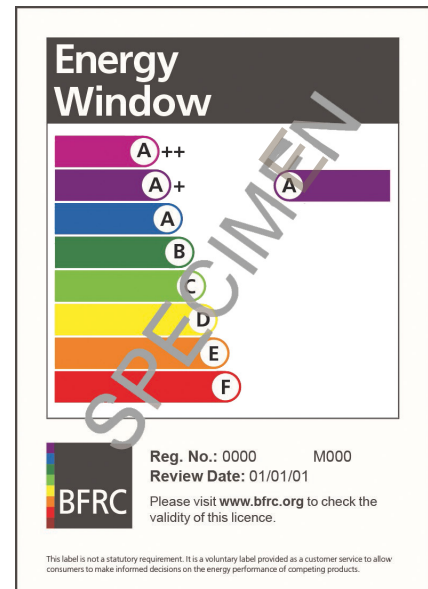 Energy
Window
A++
A+
A
A
B
C
D
E
F
SPECIMEN
BFRC
Reg. No.: 0000 M000
Review Date: 01/01/01
Please visit www.bfrc.org to check the
validity of this licence.
This label is not a statutory requirement. It is a voluntary label provided as a customer service to allow
consumers to make informed decisions on the energy performance of competing products.